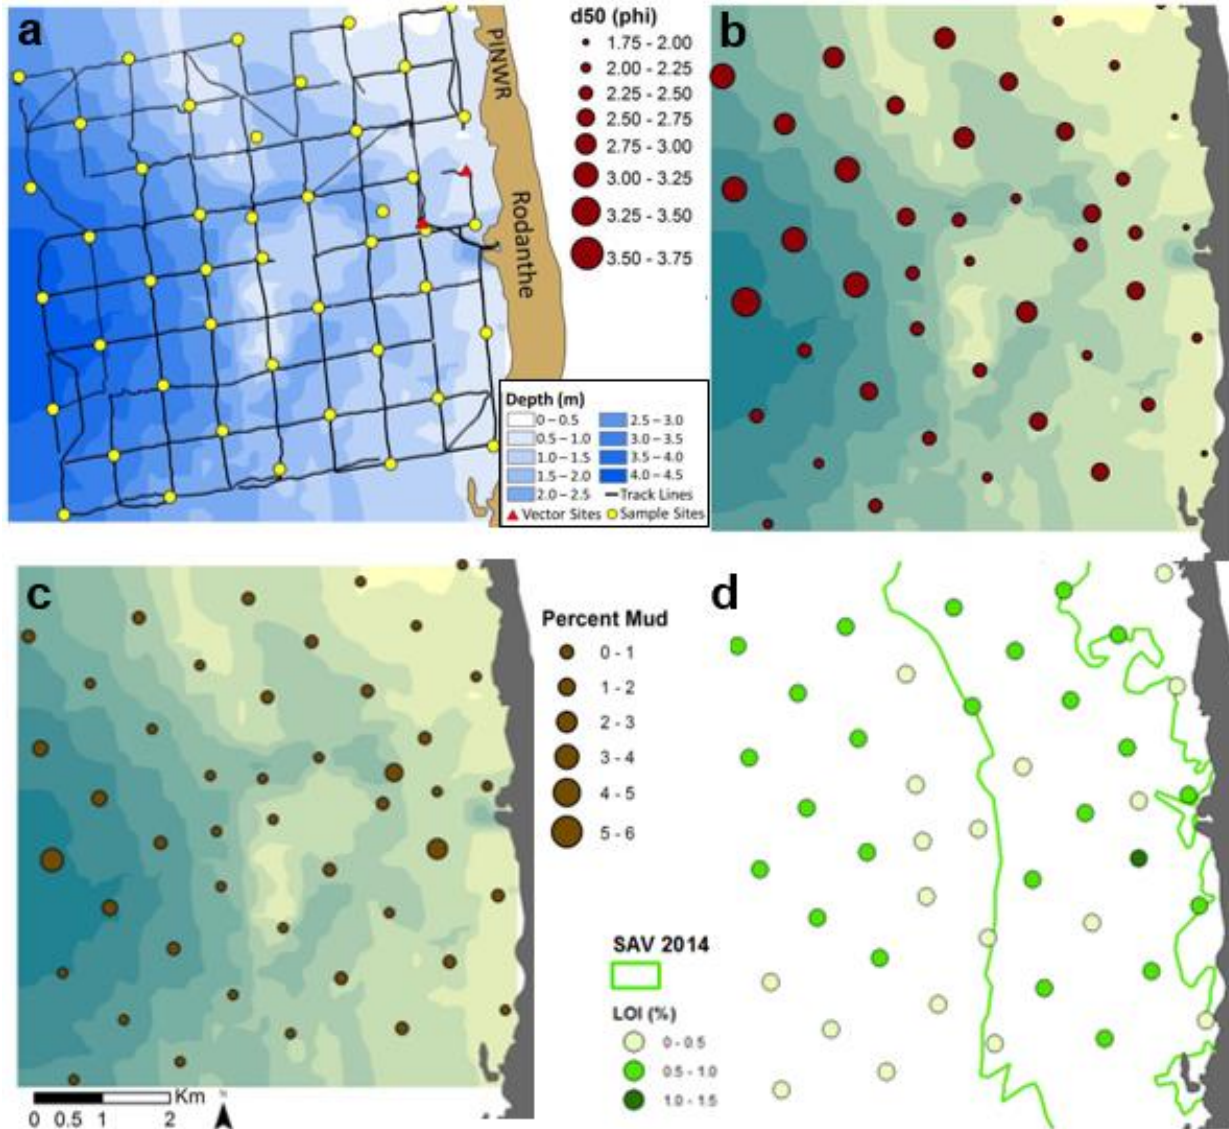 a
PINWR
Rodanthe
Depth (m)
0 – 0.5
2.5 – 3.0
0.5 – 1.0
3.0 – 3.5
1.0 – 1.5
3.5 – 4.0
1.5 – 2.0
4.0 – 4.5
2.0 – 2.5
Track Lines
Vector Sites
Sample Sites
d50 (phi)
1.75 - 2.00
2.00 - 2.25
2.25 - 2.50
2.50 - 2.75
2.75 - 3.00
3.00 - 3.25
3.25 - 3.50
3.50 - 3.75
b
c
Percent Mud
0 - 1
1 - 2
2 - 3
3 - 4
4 - 5
5 - 6
Km
0 0.5 1 2
d
SAV 2014
LOI (%)
0 - 0.5
0.5 - 1.0
1.0 - 1.5